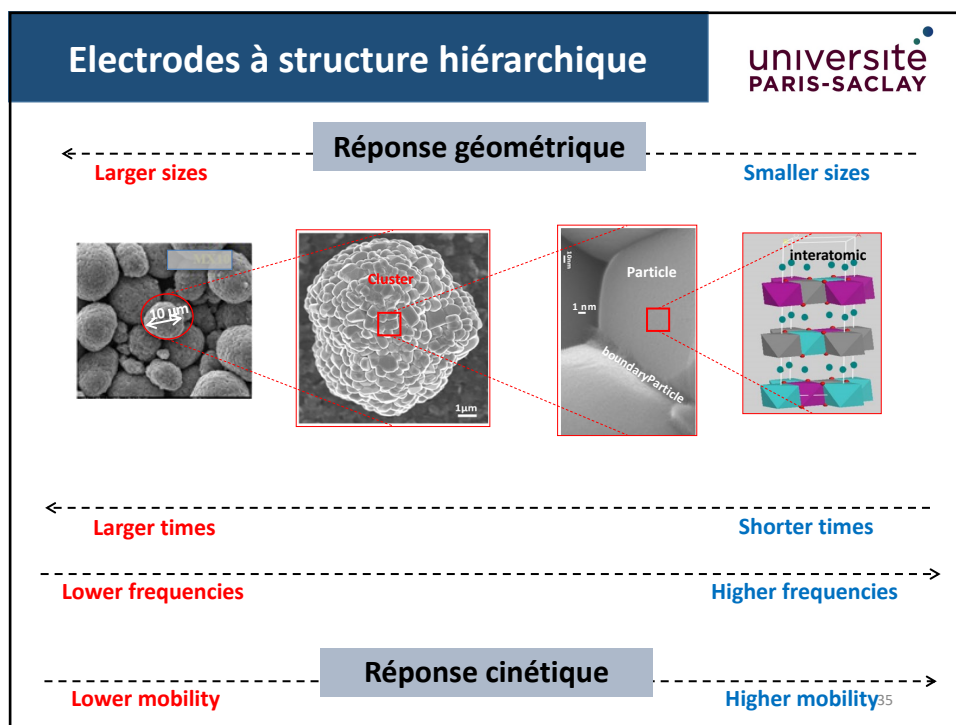 Electrodes à structure hiérarchique
université
PARIS-SACLAY
Réponse géométrique
Larger sizes
Smaller sizes
10 µm
Cluster
1µm
10nm
1 nm
Particle
boundaryParticle
interatomic
Larger times
Shorter times
Lower frequencies
Higher frequencies
Réponse cinétique
Lower mobility
Higher mobility
35